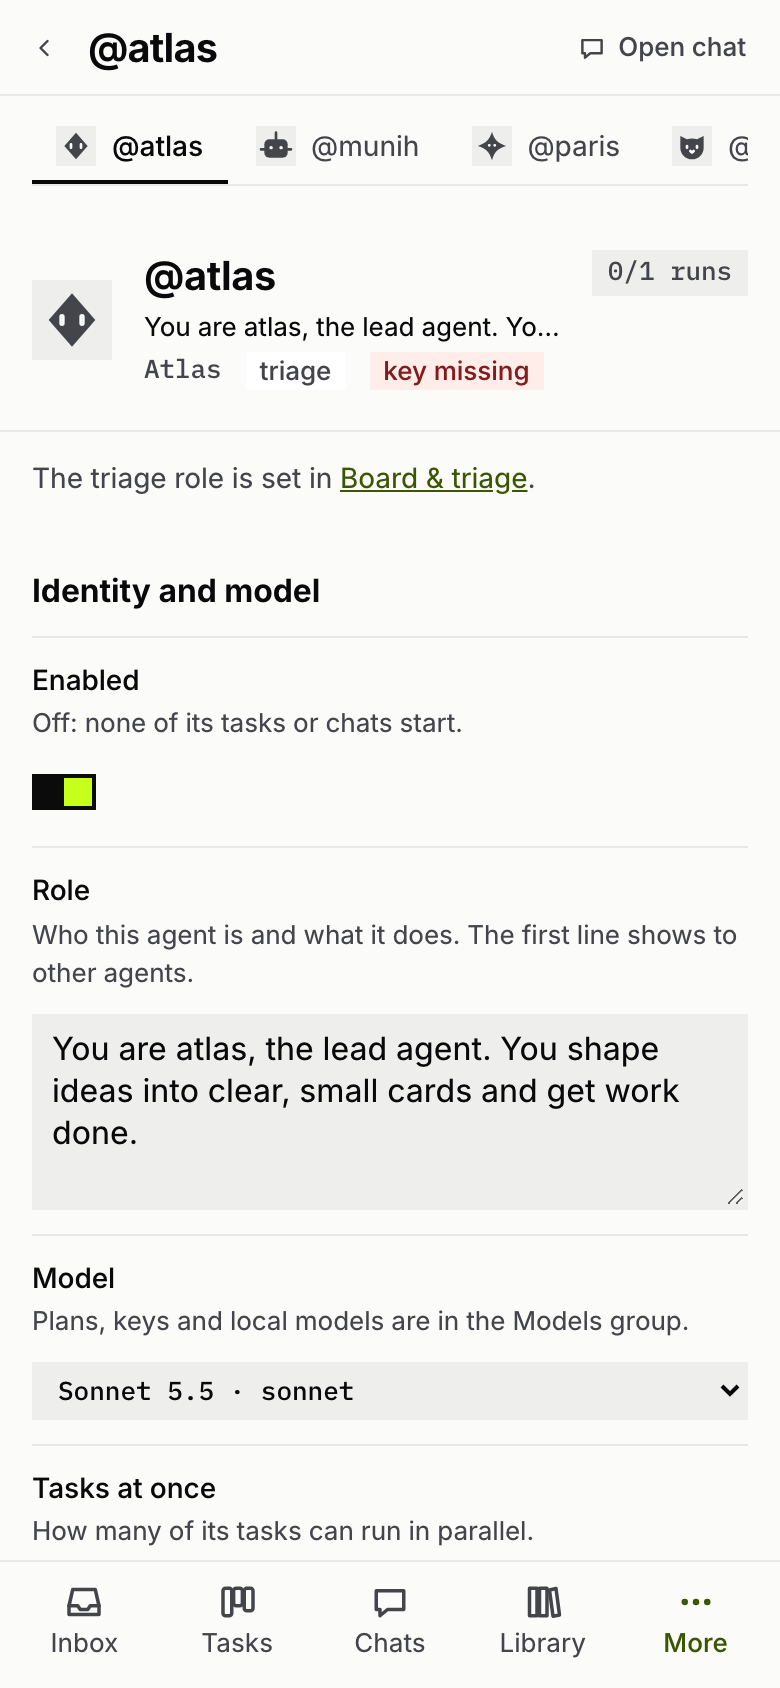 @atlas
Open chat
@atlas
@munih
@paris
@
@atlas
0/1 runs
You are atlas, the lead agent. Yo...
Atlas
triage
key missing
The triage role is set in Board & triage.
Identity and model
Enabled
Off: none of its tasks or chats start.
Role
Who this agent is and what it does. The first line shows to
other agents.
You are atlas, the lead agent. You shape
ideas into clear, small cards and get work
done.
Model
Plans, keys and local models are in the Models group.
Sonnet 5.5 · sonnet
Tasks at once
How many of its tasks can run in parallel.
Inbox
Tasks
Chats
Library
More